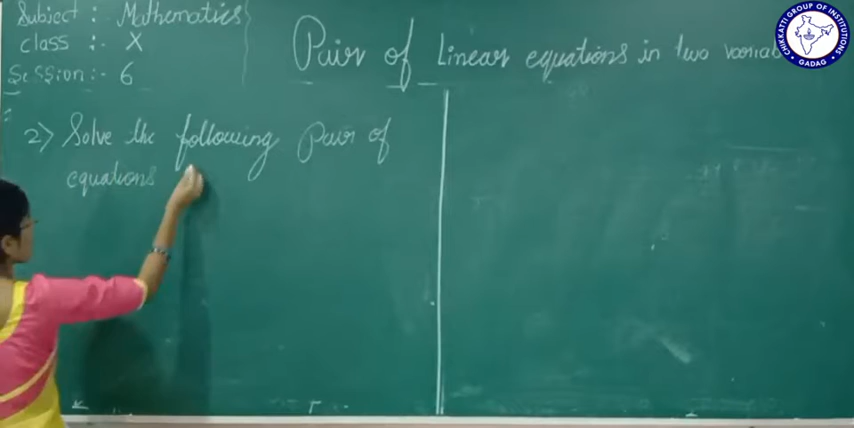 Subject : Mathematics
Class :- X
Session :- 6
Pair of Linear equations in two variab
2) Solve the following Pair of
equations
CHIKKATTI GROUP OF INSTITUTIONS
GADAG